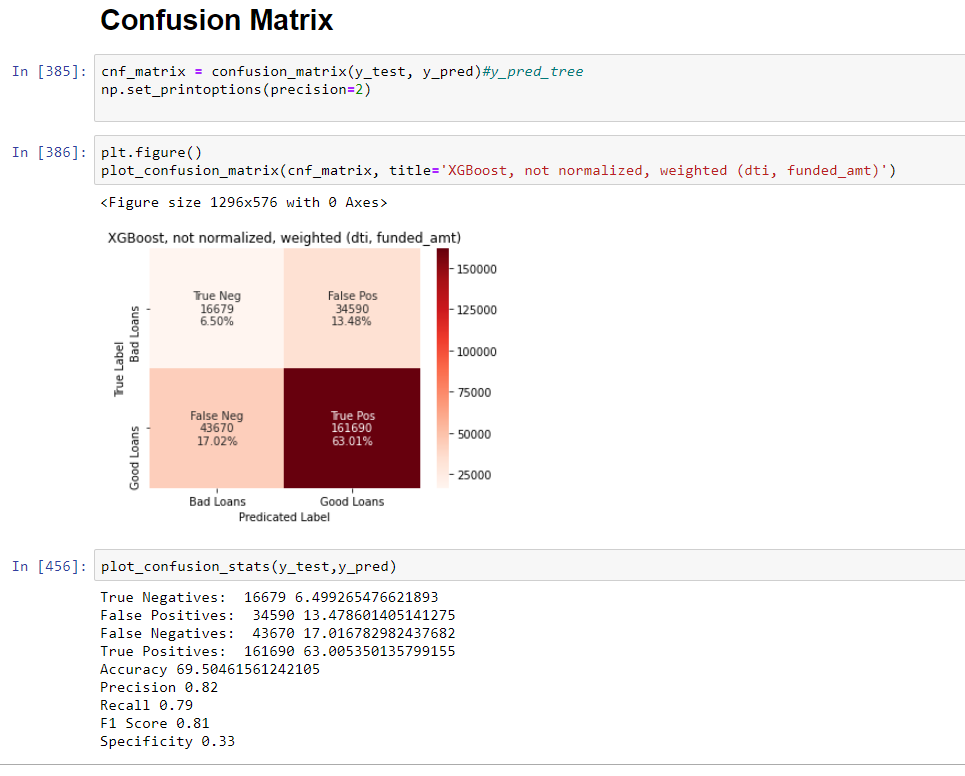 Confusion Matrix
In [385]: cnf_matrix = confusion_matrix(y_test, y_pred)#y_pred_tree
np.set_printoptions(precision=2)
In [386]: plt.figure()
plot_confusion_matrix(cnf_matrix, title='XGBoost, not normalized, weighted (dti, funded_amt)')
<Figure size 1296x576 with 0 Axes>
XGBoost, not normalized, weighted (dti, funded_amt)
True Label
Bad Loans
Good Loans
True Neg
16679
6.50%
False Pos
34590
13.48%
False Neg
43670
17.02%
True Pos
161690
63.01%
150000
125000
100000
75000
50000
25000
Bad Loans
Good Loans
Predicated Label
In [456]: plot_confusion_stats(y_test,y_pred)
True Negatives:  16679 6.499265476621893
False Positives:  34590 13.478601405141275
False Negatives:  43670 17.016782982437682
True Positives:  161690 63.005350135799155
Accuracy 69.50461561242105
Precision 0.82
Recall 0.79
F1 Score 0.81
Specificity 0.33